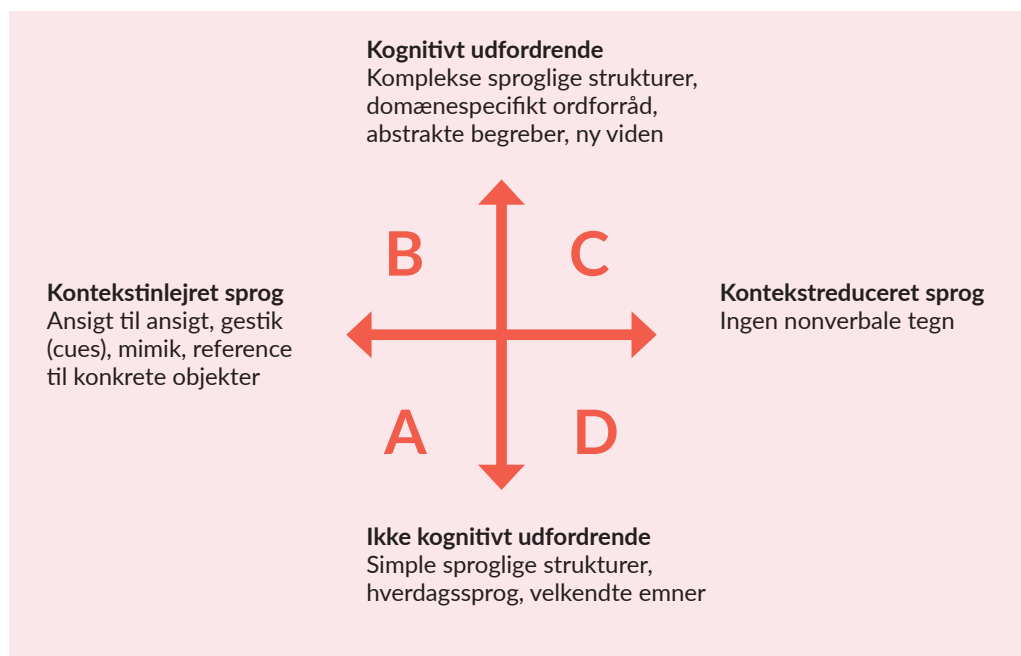 Kognitivt udfordrende
Komplekse sproglige strukturer,
domænespecifikt ordforråd,
abstrakte begreber, ny viden
B
C
Kontekstinlejret sprog
Ansigt til ansigt, gestik
(cues), mimik, reference
til konkrete objekter
Kontekstreduceret sprog
Ingen nonverbale tegn
A
D
Ikke kognitivt udfordrende
Simple sproglige strukturer,
hverdagssprog, velkendte emner